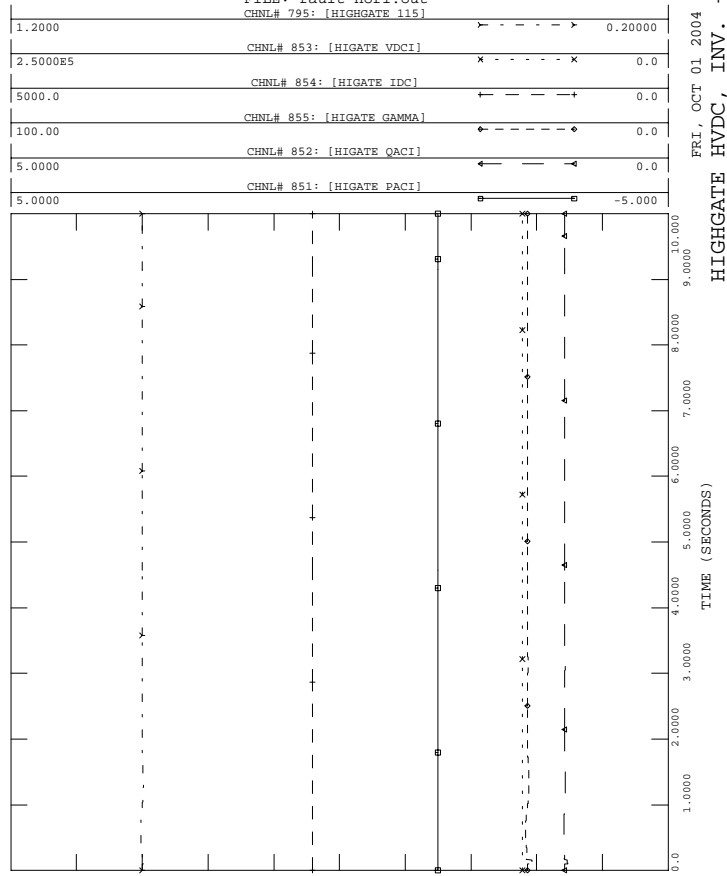 FILE: fault nor1.out
CHNL# 795: [HIGHGATE 115]
1.2000 0.20000
CHNL# 853: [HIGATE VDCI]
2.5000E5 0.0
CHNL# 854: [HIGATE IDC]
5000.0 0.0
CHNL# 855: [HIGATE GAMMA]
100.00 0.0
CHNL# 852: [HIGATE QACI]
5.0000 0.0
CHNL# 851: [HIGATE PACI]
5.0000 -5.000
FRI, OCT 01 2004
HIGHGATE HVDC, INV. -
10.000
9.0000
8.0000
7.0000
6.0000
5.0000
4.0000
3.0000
2.0000
1.0000
0.0
TIME (SECONDS)